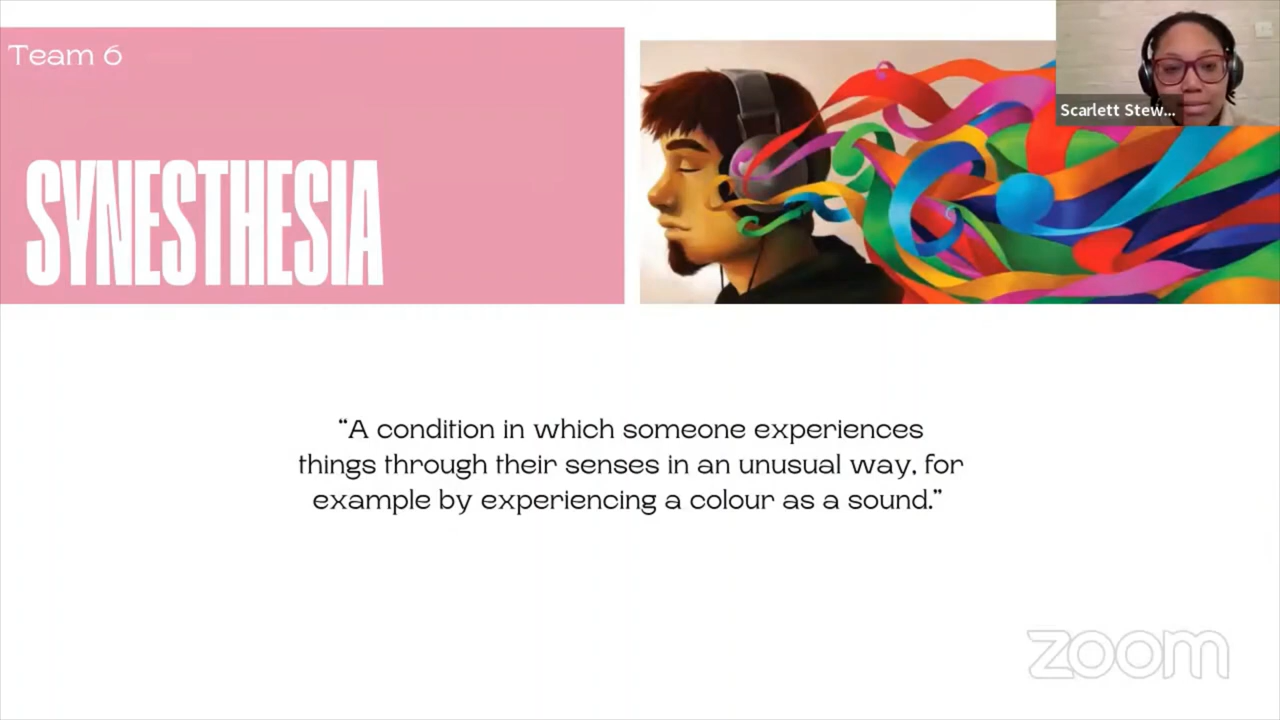 Team 6
Scarlett Stew...
SYNESTHESIA
“A condition in which someone experiences
things through their senses in an unusual way, for
example by experiencing a colour as a sound.”
zoom